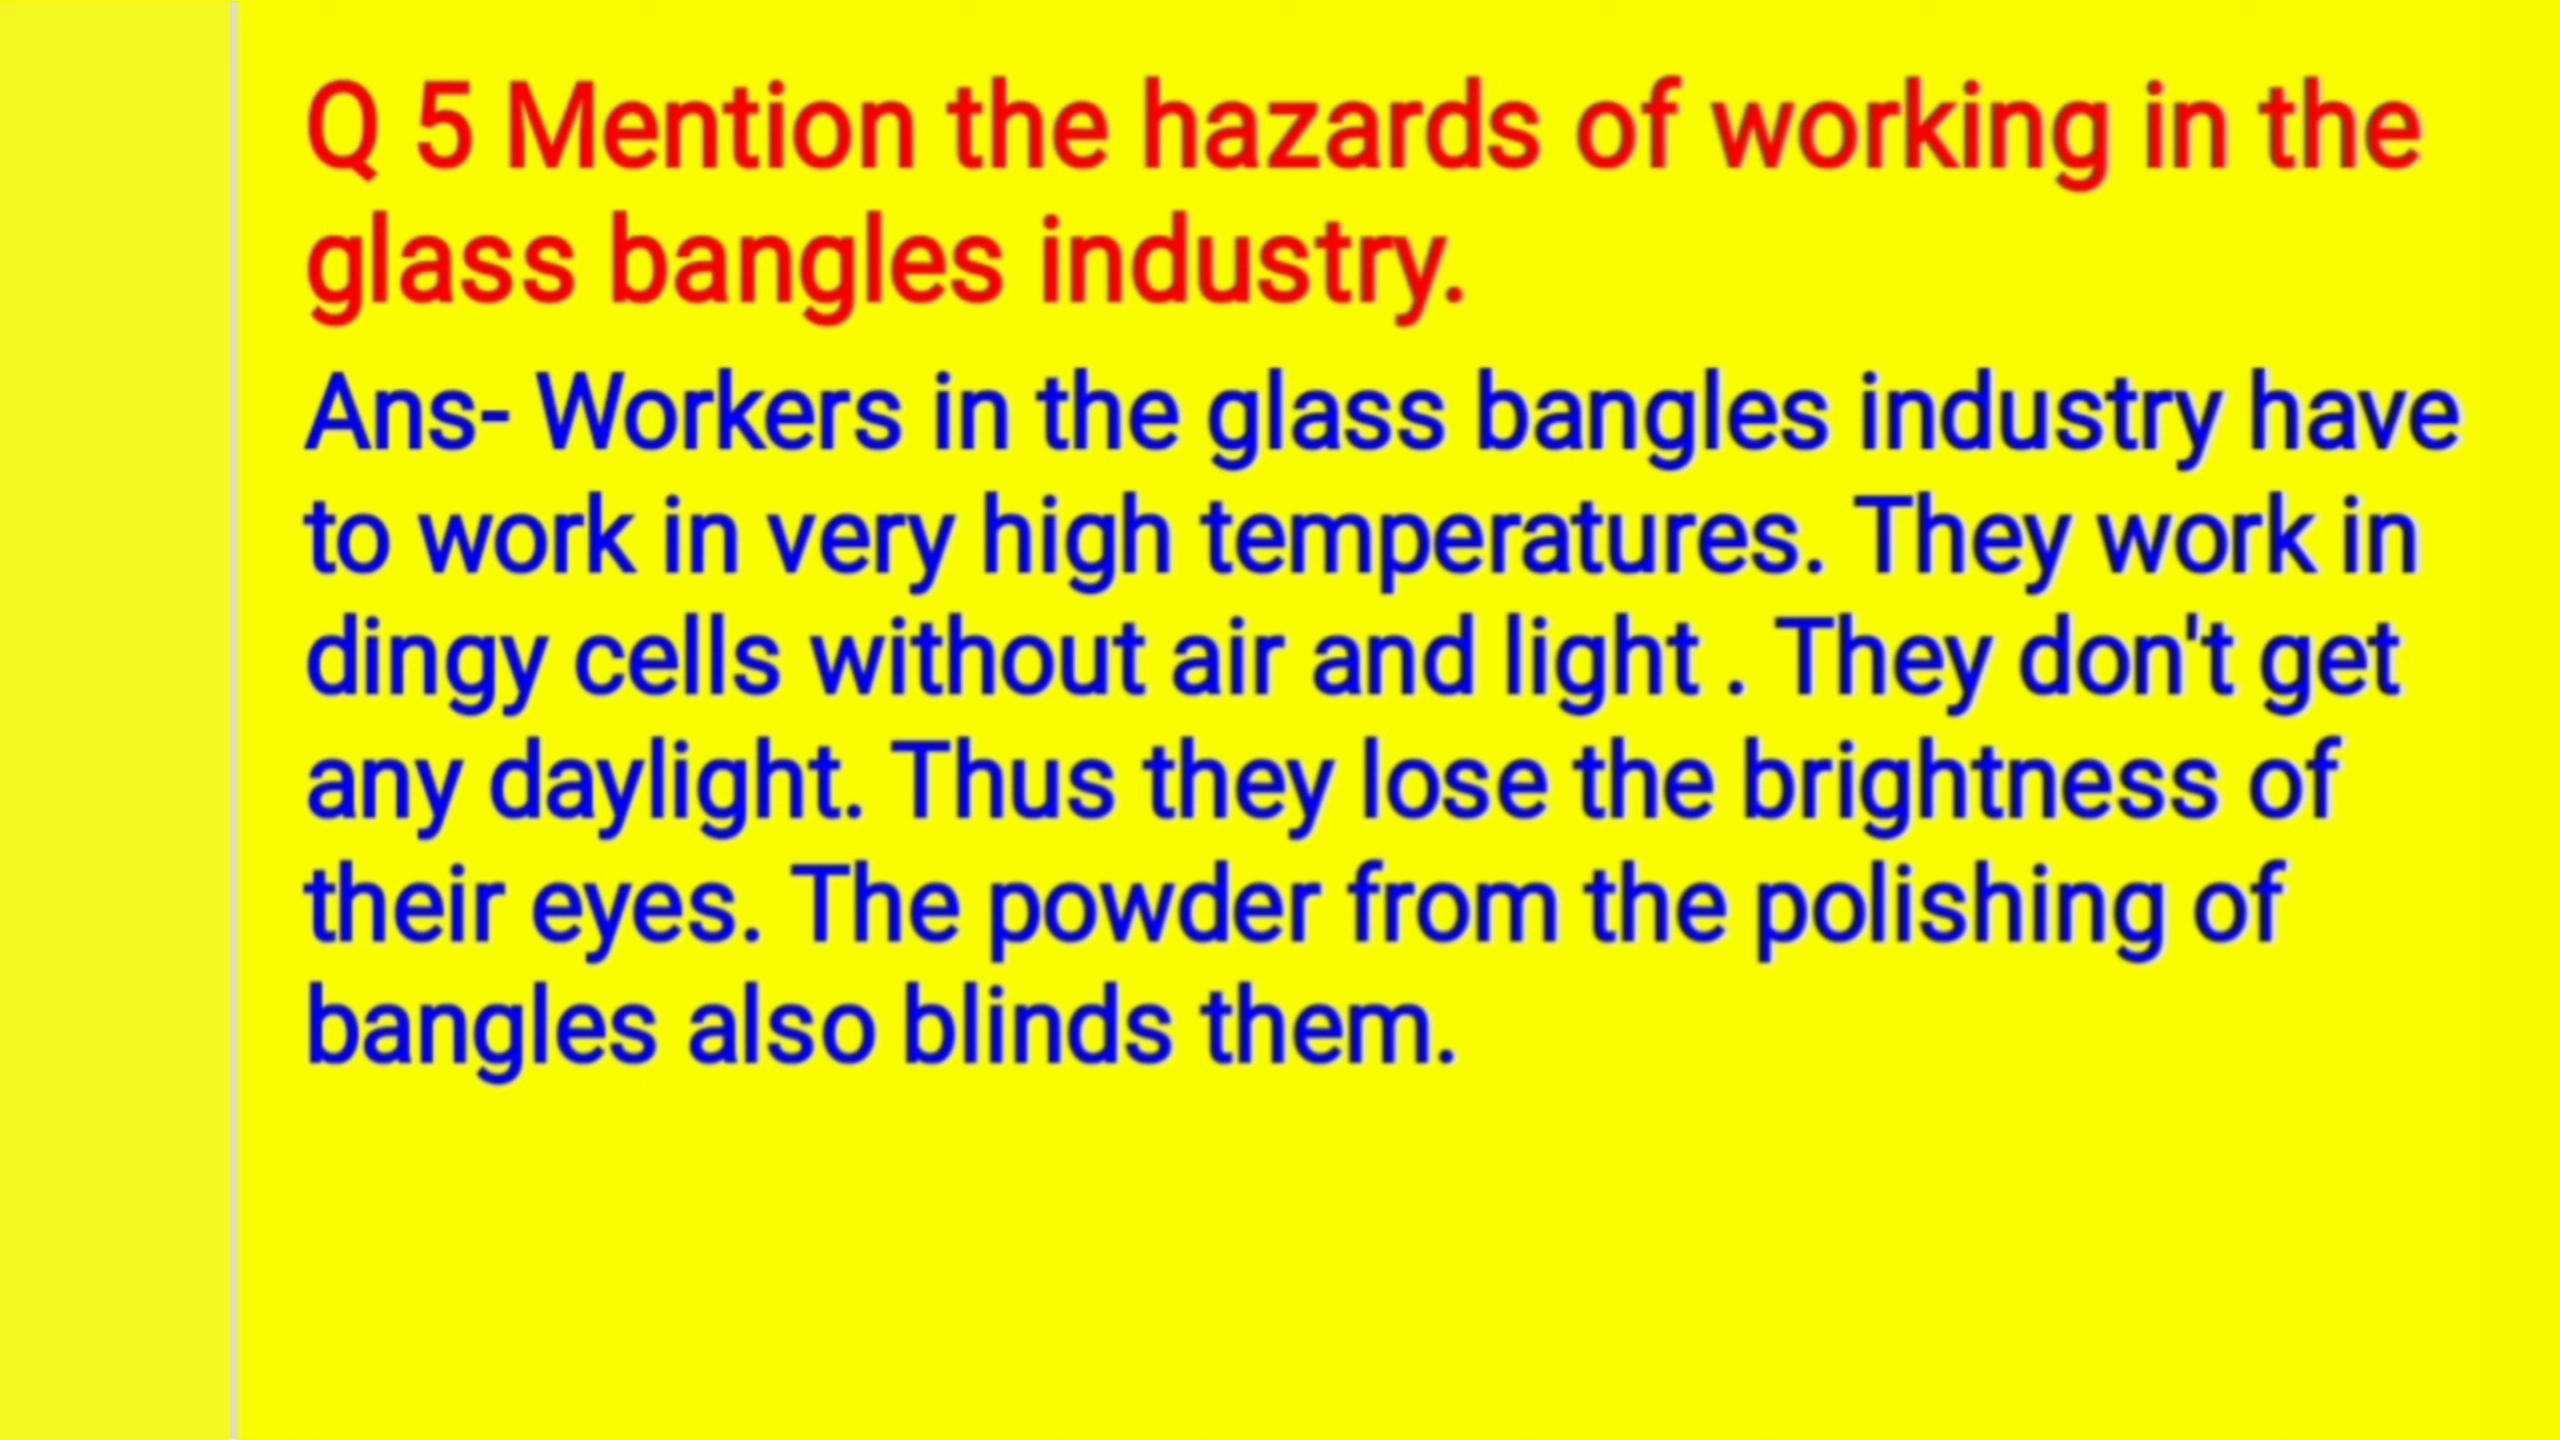 Q 5 Mention the hazards of working in the
glass bangles industry.
Ans- Workers in the glass bangles industry have
to work in very high temperatures. They work in
dingy cells without air and light . They don't get
any daylight. Thus they lose the brightness of
their eyes. The powder from the polishing of
bangles also blinds them.